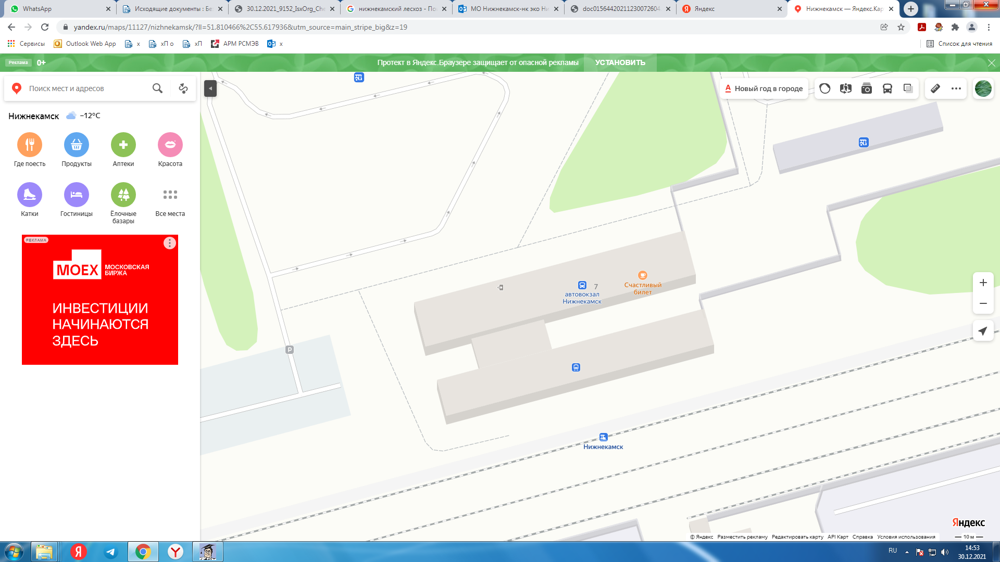 WhatsApp
Исходящие документы : Бе
30.12.2021_9152_IsxOrg_Che
нижнекамский лесхоз - По
МО Нижнекамск-нк эко Ни
doc01564420211230072604
Яндекс
Нижнекамск — Яндекс.Кар
yandex.ru/maps/11127/nizhnekamsk/?ll=51.810466%2C55.617936&utm_source=main_stripe_big&z=19
Сервисы
Outlook Web App
х
хП о
хП
АРМ РСМЭВ
х
Список для чтения
Реклама
0+
Протект в Яндекс.Браузере защищает от опасной рекламы
УСТАНОВИТЬ
Поиск мест и адресов
Новый год в городе
Нижнекамск
−12°C
Где поесть
Продукты
Аптеки
Красота
Катки
Гостиницы
Ёлочные
базары
Все места
РЕКЛАМА
MOEX
МОСКОВСКАЯ
БИРЖА
ИНВЕСТИЦИИ
НАЧИНАЮТСЯ
ЗДЕСЬ
P
7
автовокзал
Нижнекамск
Счастливый
билет
Нижнекамск
Яндекс
© Яндекс
Разместить рекламу
Редактировать карту
API Карт
Справка
Условия использования
10 м
RU
14:53
30.12.2021